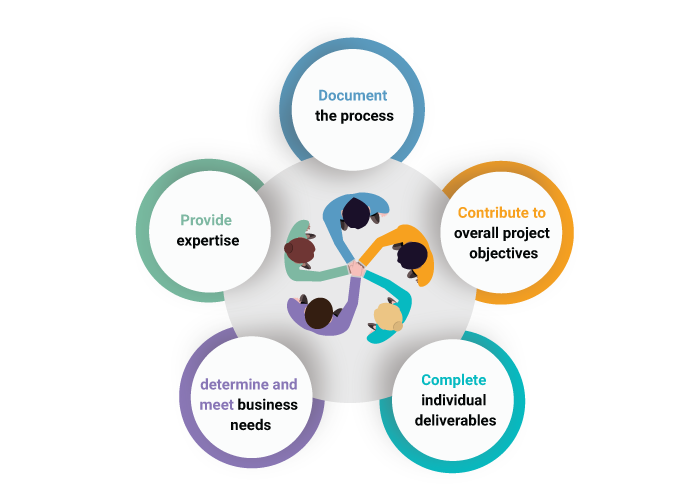 Document
the process
Contribute to
overall project
objectives
Complete
individual
deliverables
determine and
meet business
needs
Provide
expertise